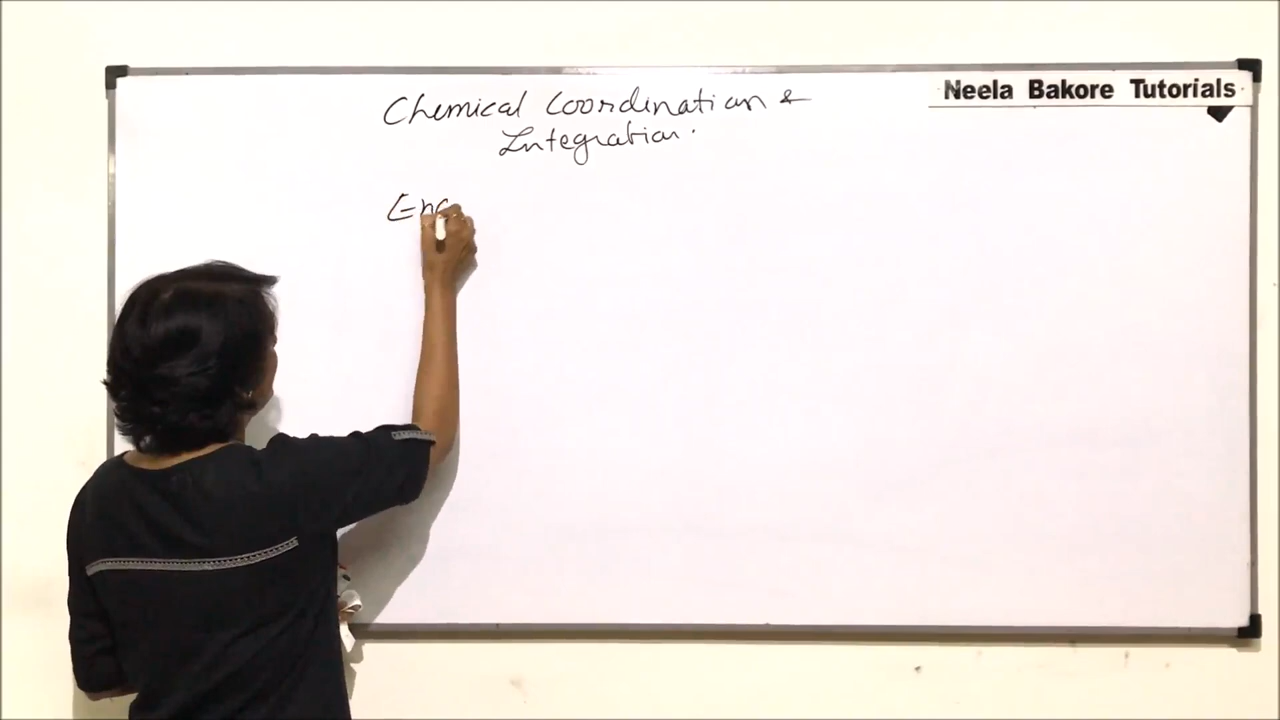 Neela Bakore Tutorials
Chemical Coordination &
Integration.